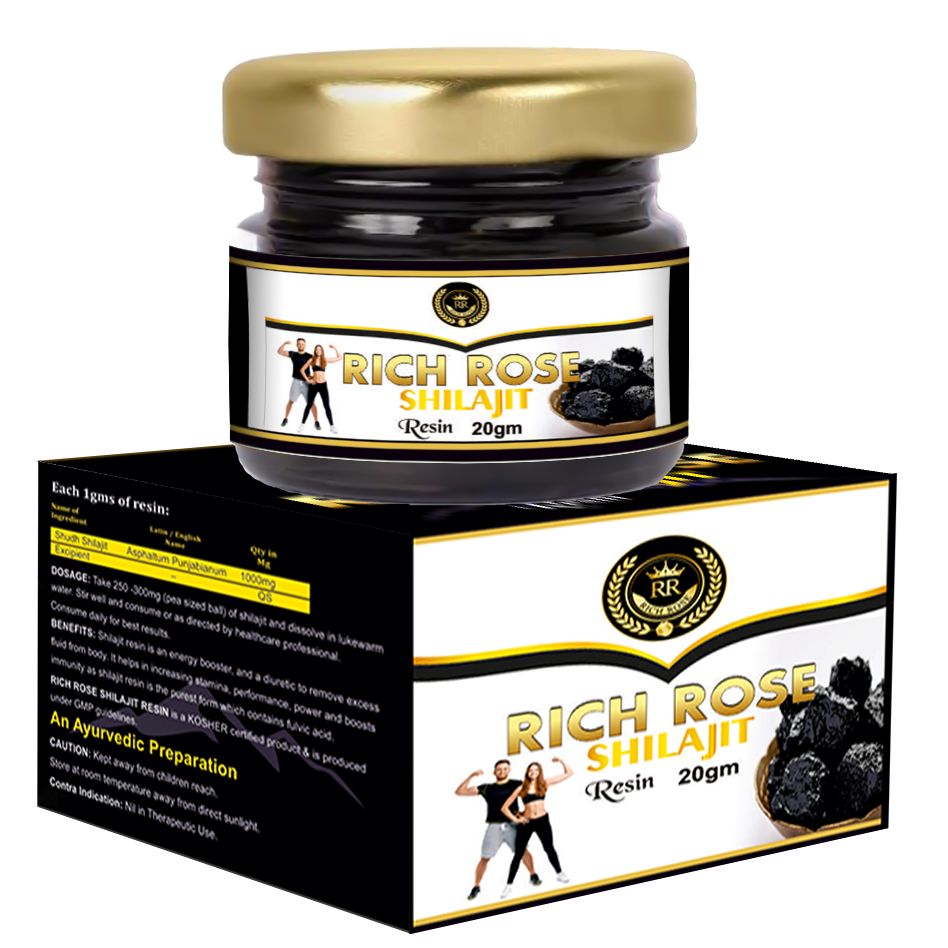 RR
RICH ROSE
SHILAJIT
Resin 20gm
Each 1gms of resin:
Name of Ingredient
Latin / English Name
Qty in Mg
Shudh Shilajit Asphaltum Punjabianum 1000mg
Excipient -- QS
DOSAGE: Take 250 -300mg (pea sized ball) of shilajit and dissolve in lukewarm
water. Stir well and consume or as directed by healthcare professional.
Consume daily for best results.
BENEFITS: Shilajit resin is an energy booster, and a diuretic to remove excess
fluid from body. It helps in increasing stamina, performance, power and boosts
immunity as shilajit resin is the purest form which contains fulvic acid.
RICH ROSE SHILAJIT RESIN is a KOSHER certified product & is produced
under GMP guidelines.
An Ayurvedic Preparation
CAUTION: Kept away from children reach.
Store at room temperature away from direct sunlight.
Contra Indication: Nil in Therapeutic Use.
RR
RICH ROSE
RICH ROSE
SHILAJIT
Resin 20gm